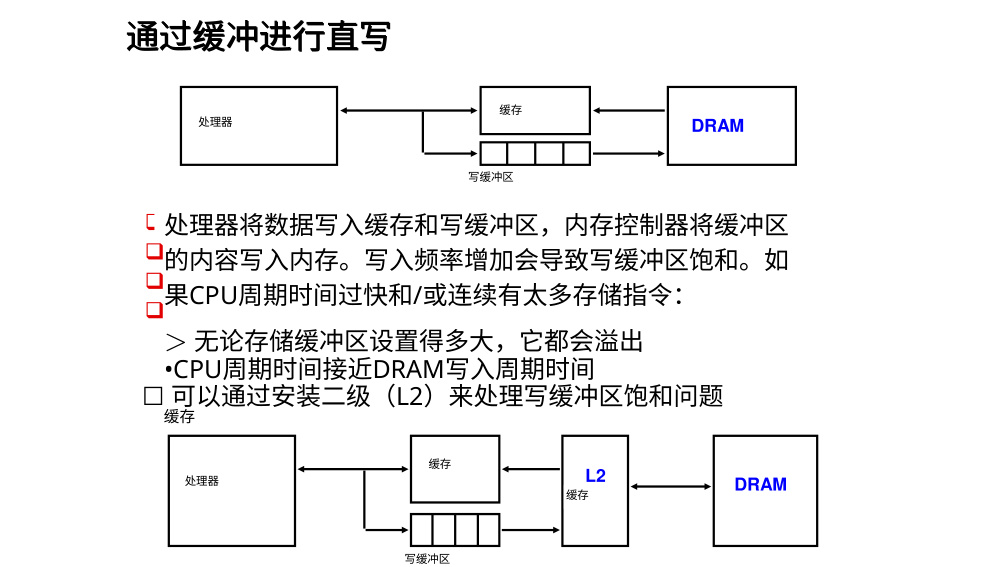 通过缓冲进行直写
处理器
缓存
DRAM
写缓冲区
❑ 处理器将数据写入缓存和写缓冲区，内存控制器将缓冲区
❑ 的内容写入内存。写入频率增加会导致写缓冲区饱和。如
❑ 果CPU周期时间过快和/或连续有太多存储指令：
❑
＞ 无论存储缓冲区设置得多大，它都会溢出
•CPU周期时间接近DRAM写入周期时间
□ 可以通过安装二级（L2）来处理写缓冲区饱和问题
缓存
处理器
缓存
L2
缓存
DRAM
写缓冲区